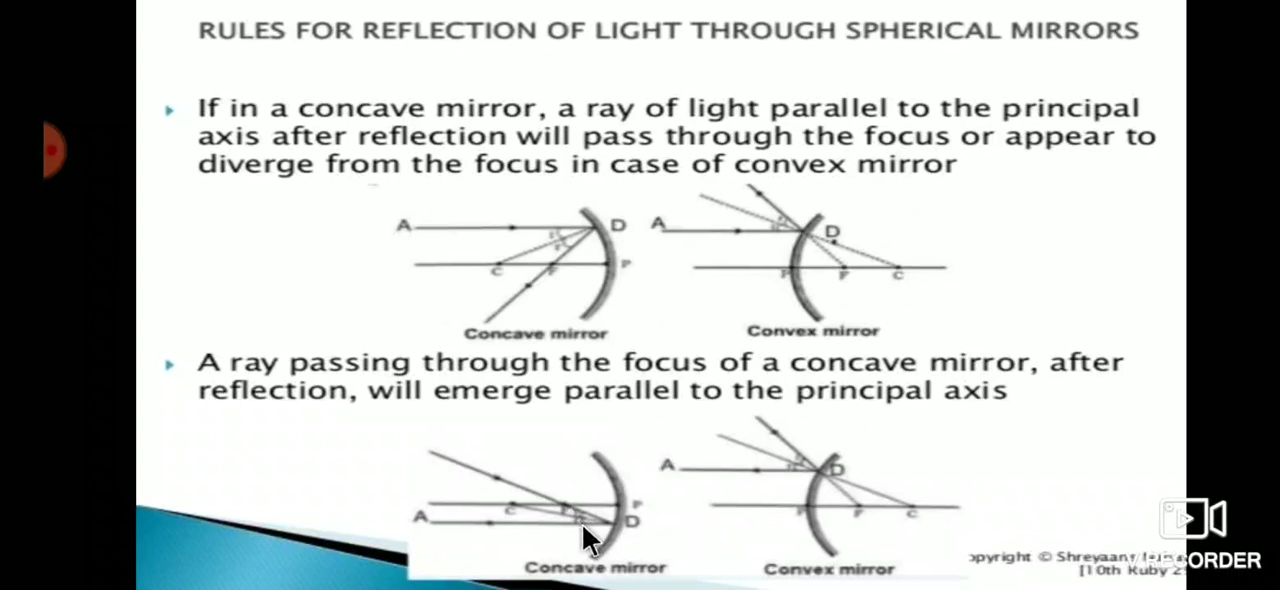 RULES FOR REFLECTION OF LIGHT THROUGH SPHERICAL MIRRORS
If in a concave mirror, a ray of light parallel to the principal
axis after reflection will pass through the focus or appear to
diverge from the focus in case of convex mirror
A D A D
C F P P F C
Concave mirror Convex mirror
A ray passing through the focus of a concave mirror, after
reflection, will emerge parallel to the principal axis
A D
C P P F C
A D
Concave mirror Convex mirror
opyright © Shreyaans
[10th Ruby
RECORDER